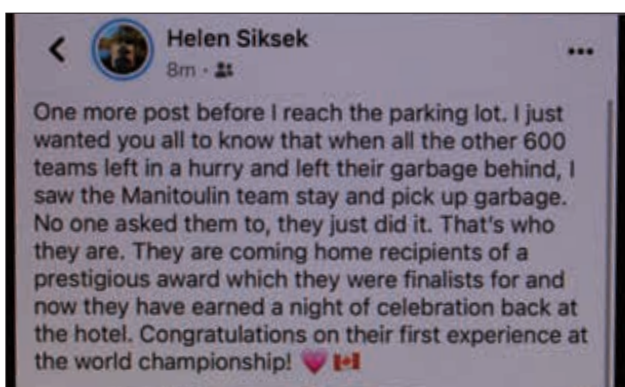 Helen Siksek
8m
One more post before I reach the parking lot. I just
wanted you all to know that when all the other 600
teams left in a hurry and left their garbage behind, I
saw the Manitoulin team stay and pick up garbage.
No one asked them to, they just did it. That's who
they are. They are coming home recipients of a
prestigious award which they were finalists for and
now they have earned a night of celebration back at
the hotel. Congratulations on their first experience at
the world championship! 💗 🇨🇦